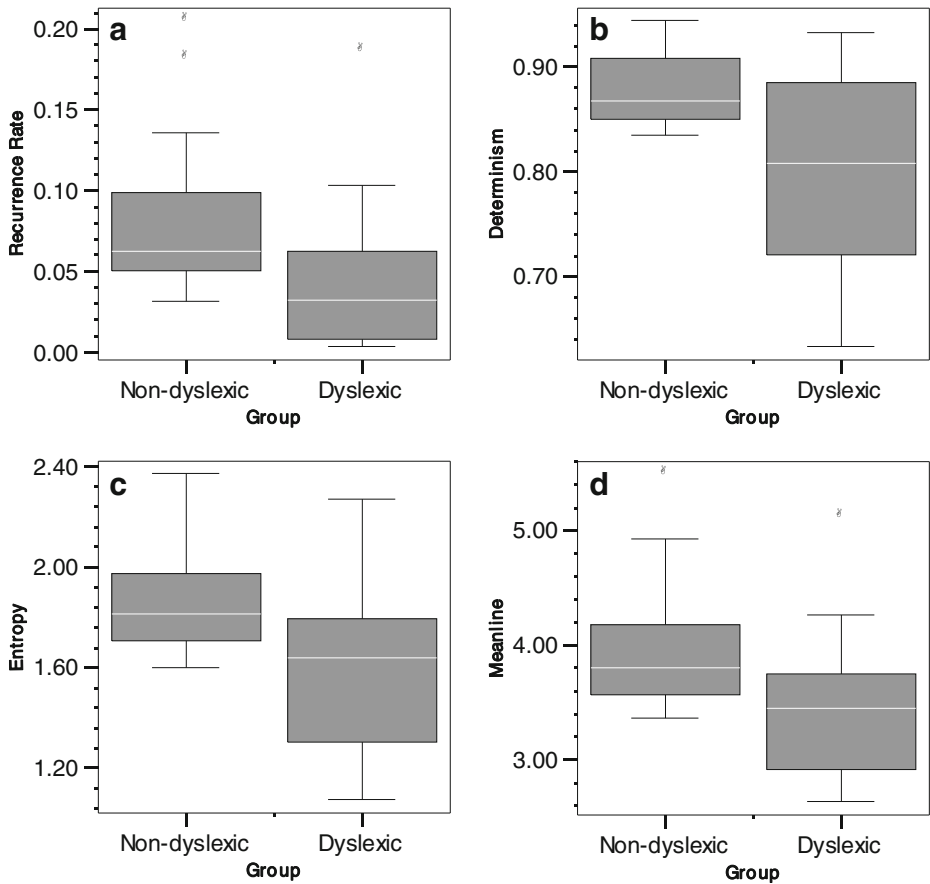 a
0.20
0.15
0.10
0.05
0.00
Recurrence Rate
Non-dyslexic Dyslexic
Group
b
0.90
0.80
0.70
Determinism
Non-dyslexic Dyslexic
Group
c
2.40
2.00
1.60
1.20
Entropy
Non-dyslexic Dyslexic
Group
d
5.00
4.00
3.00
Meanline
Non-dyslexic Dyslexic
Group